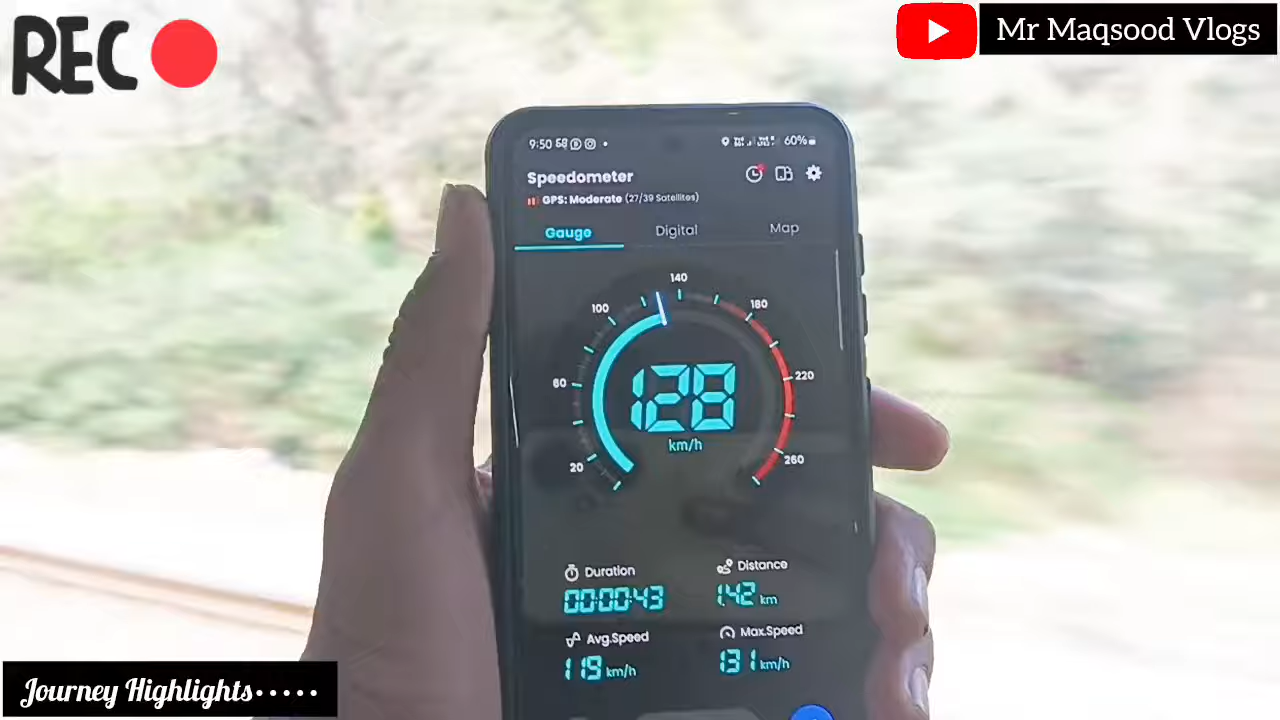 REC
Mr Maqsood Vlogs
9:50
60%
Speedometer
GPS: Moderate (27/39 Satellites)
Gauge
Digital
Map
140
100
180
60
220
128
km/h
20
260
Duration
Distance
00:00:43
1.42 km
Avg.Speed
Max.Speed
119 km/h
131 km/h
Journey Highlights.....